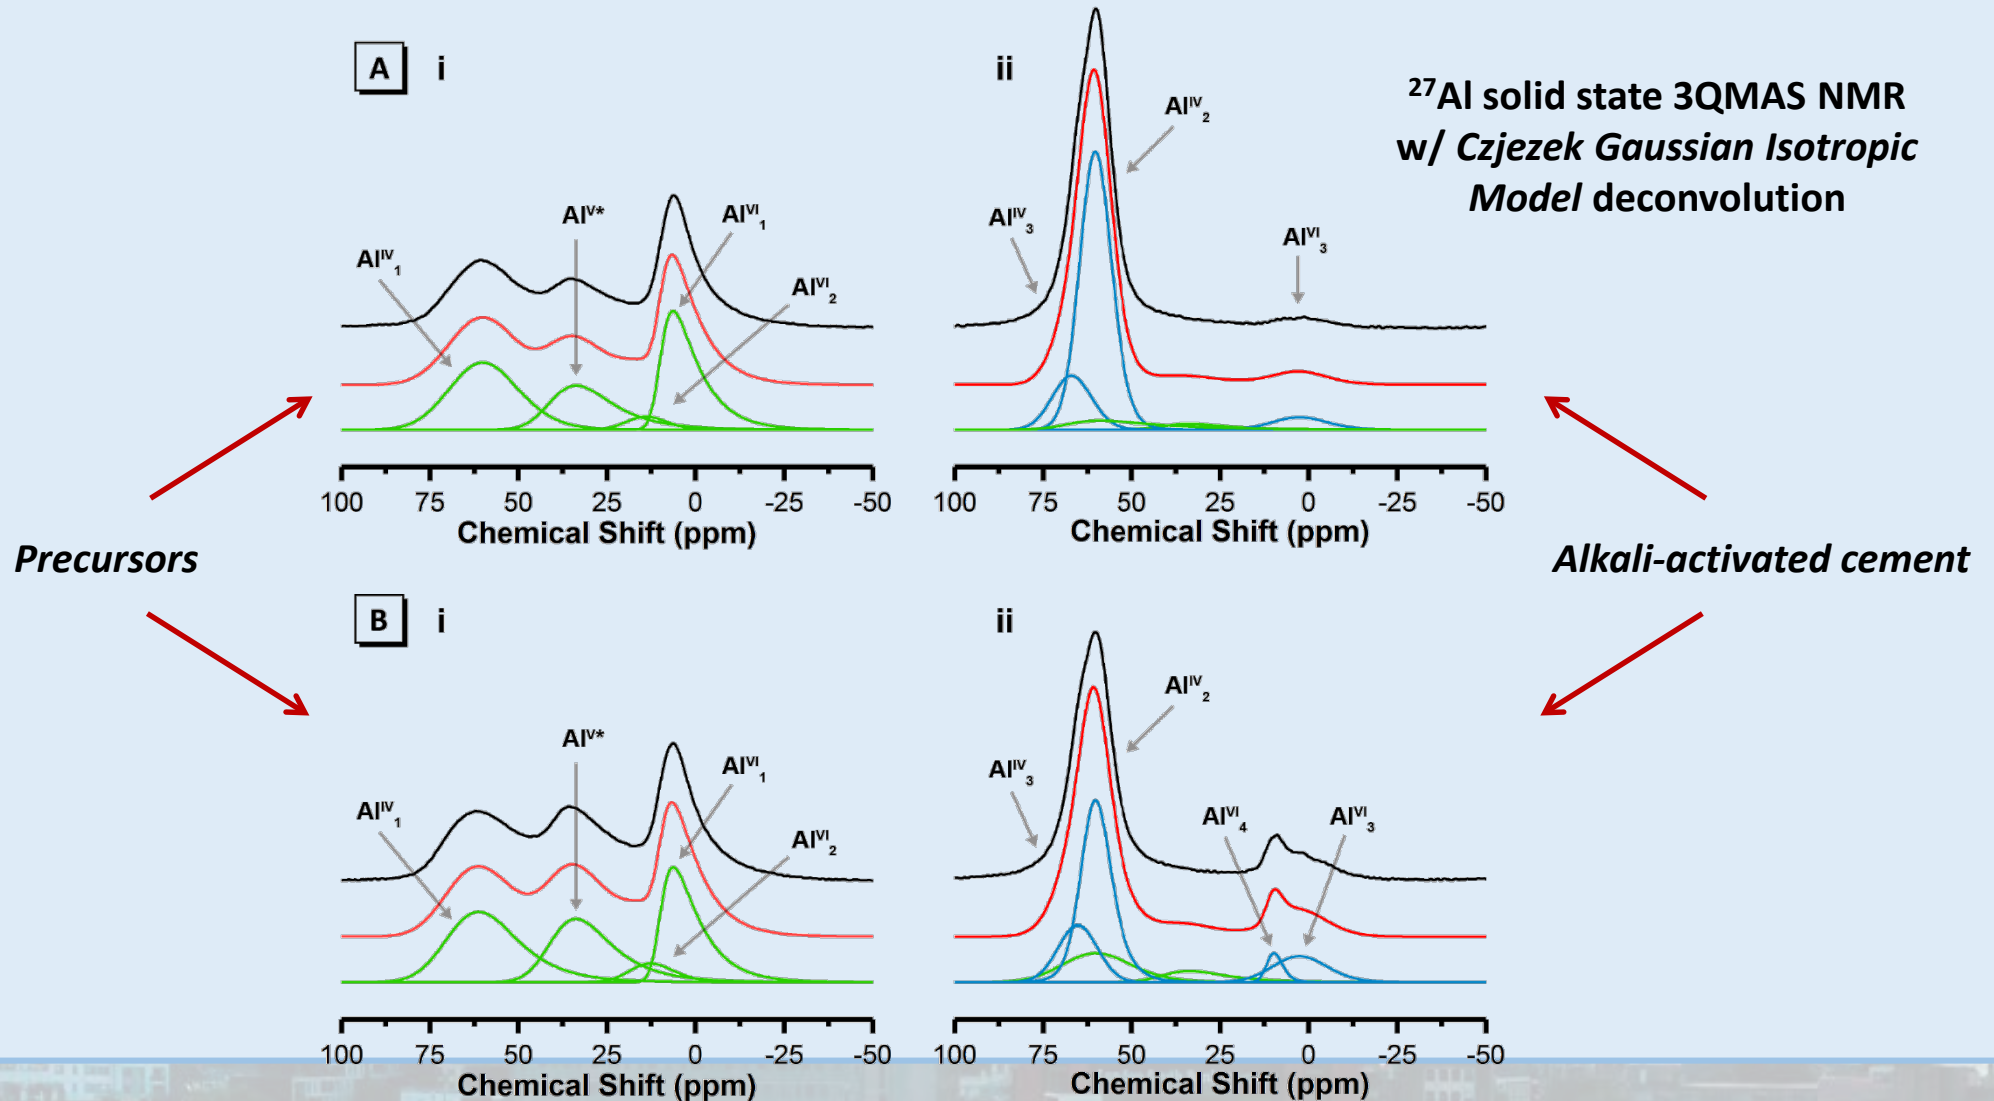 A i
ii
²⁷Al solid state 3QMAS NMR
w/ Czjezek Gaussian Isotropic
Model deconvolution
Al^IV_1
Al^V*
Al^VI_1
Al^VI_2
Al^IV_3
Al^IV_2
Al^VI_3
100 75 50 25 0 -25 -50
Chemical Shift (ppm)
100 75 50 25 0 -25 -50
Chemical Shift (ppm)
Precursors
Alkali-activated cement
B i
ii
Al^IV_1
Al^V*
Al^VI_1
Al^VI_2
Al^IV_3
Al^IV_2
Al^VI_4
Al^VI_3
100 75 50 25 0 -25 -50
Chemical Shift (ppm)
100 75 50 25 0 -25 -50
Chemical Shift (ppm)